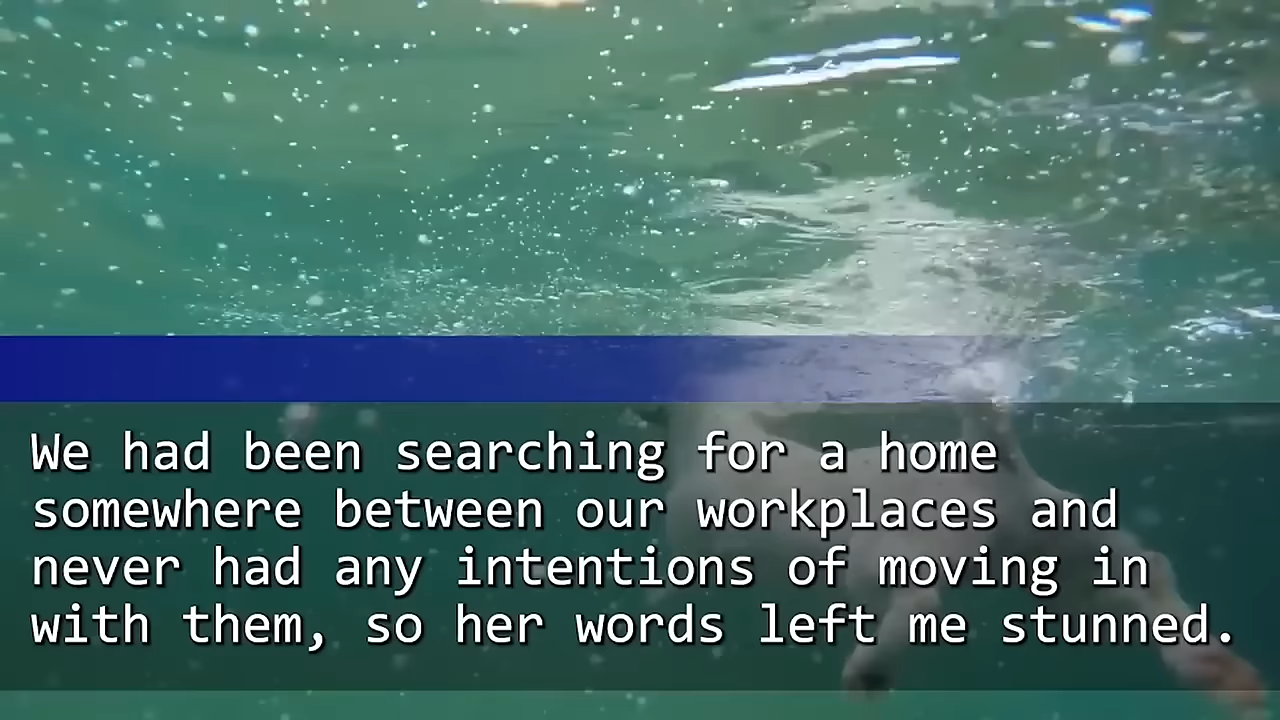 We had been searching for a home
somewhere between our workplaces and
never had any intentions of moving in
with them, so her words left me stunned.